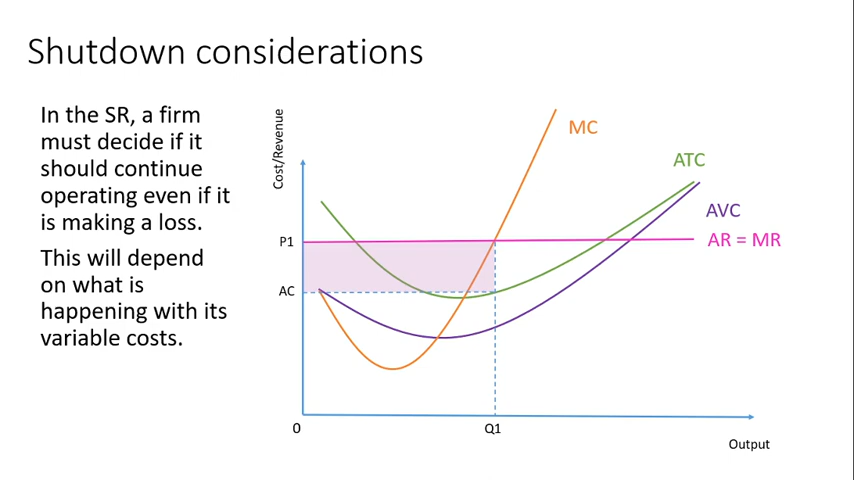 Shutdown considerations
In the SR, a firm
must decide if it
should continue
operating even if it
is making a loss.
This will depend
on what is
happening with its
variable costs.
Cost/Revenue
MC
ATC
AVC
P1
AR = MR
AC
0
Q1
Output